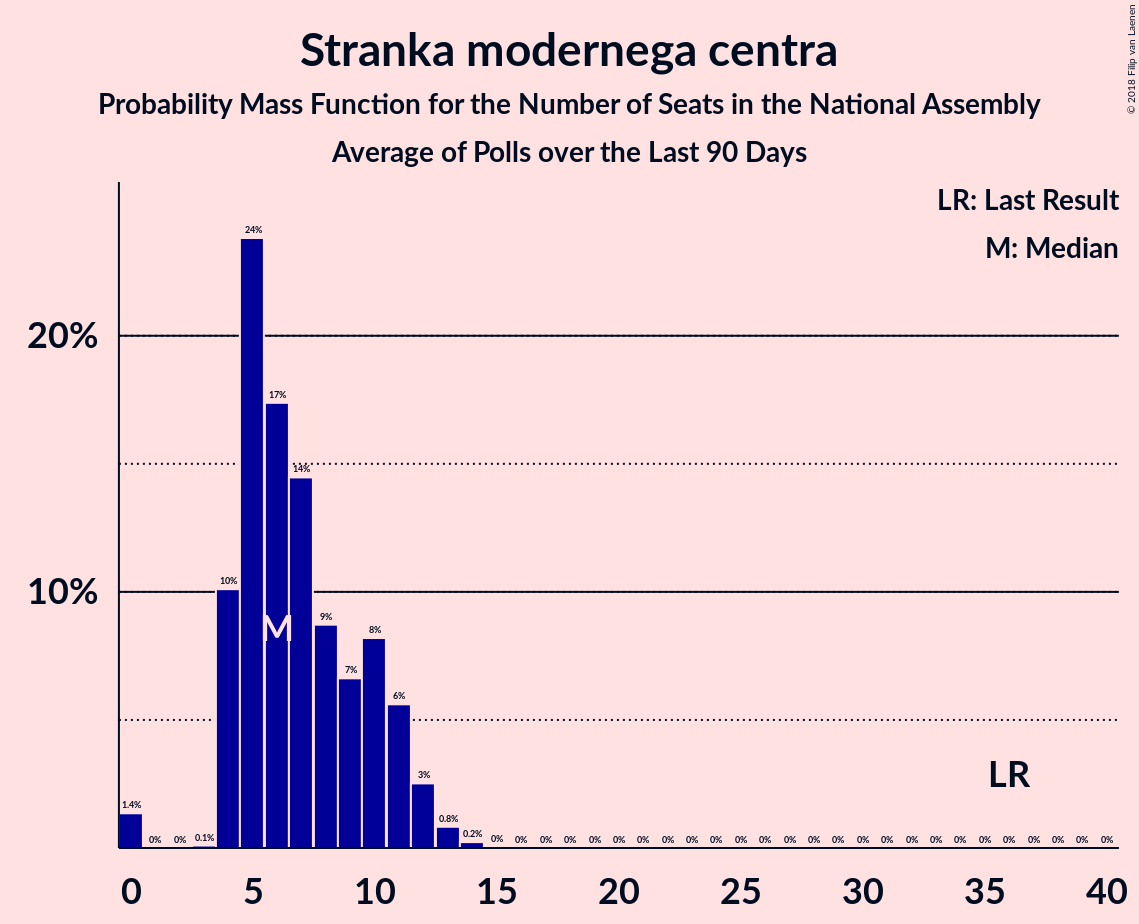 Stranka modernega centra
Probability Mass Function for the Number of Seats in the National Assembly
Average of Polls over the Last 90 Days
© 2018 Filip van Laenen
LR: Last Result
M: Median
24%
20%
17%
14%
10%
10%
M
9%
8%
7%
6%
LR
3%
1.4% 0% 0% 0.1% 0.8% 0.2% 0% 0% 0% 0% 0% 0% 0% 0% 0% 0% 0% 0% 0% 0% 0% 0% 0% 0% 0% 0% 0% 0% 0% 0% 0% 0%
0 5 10 15 20 25 30 35 40